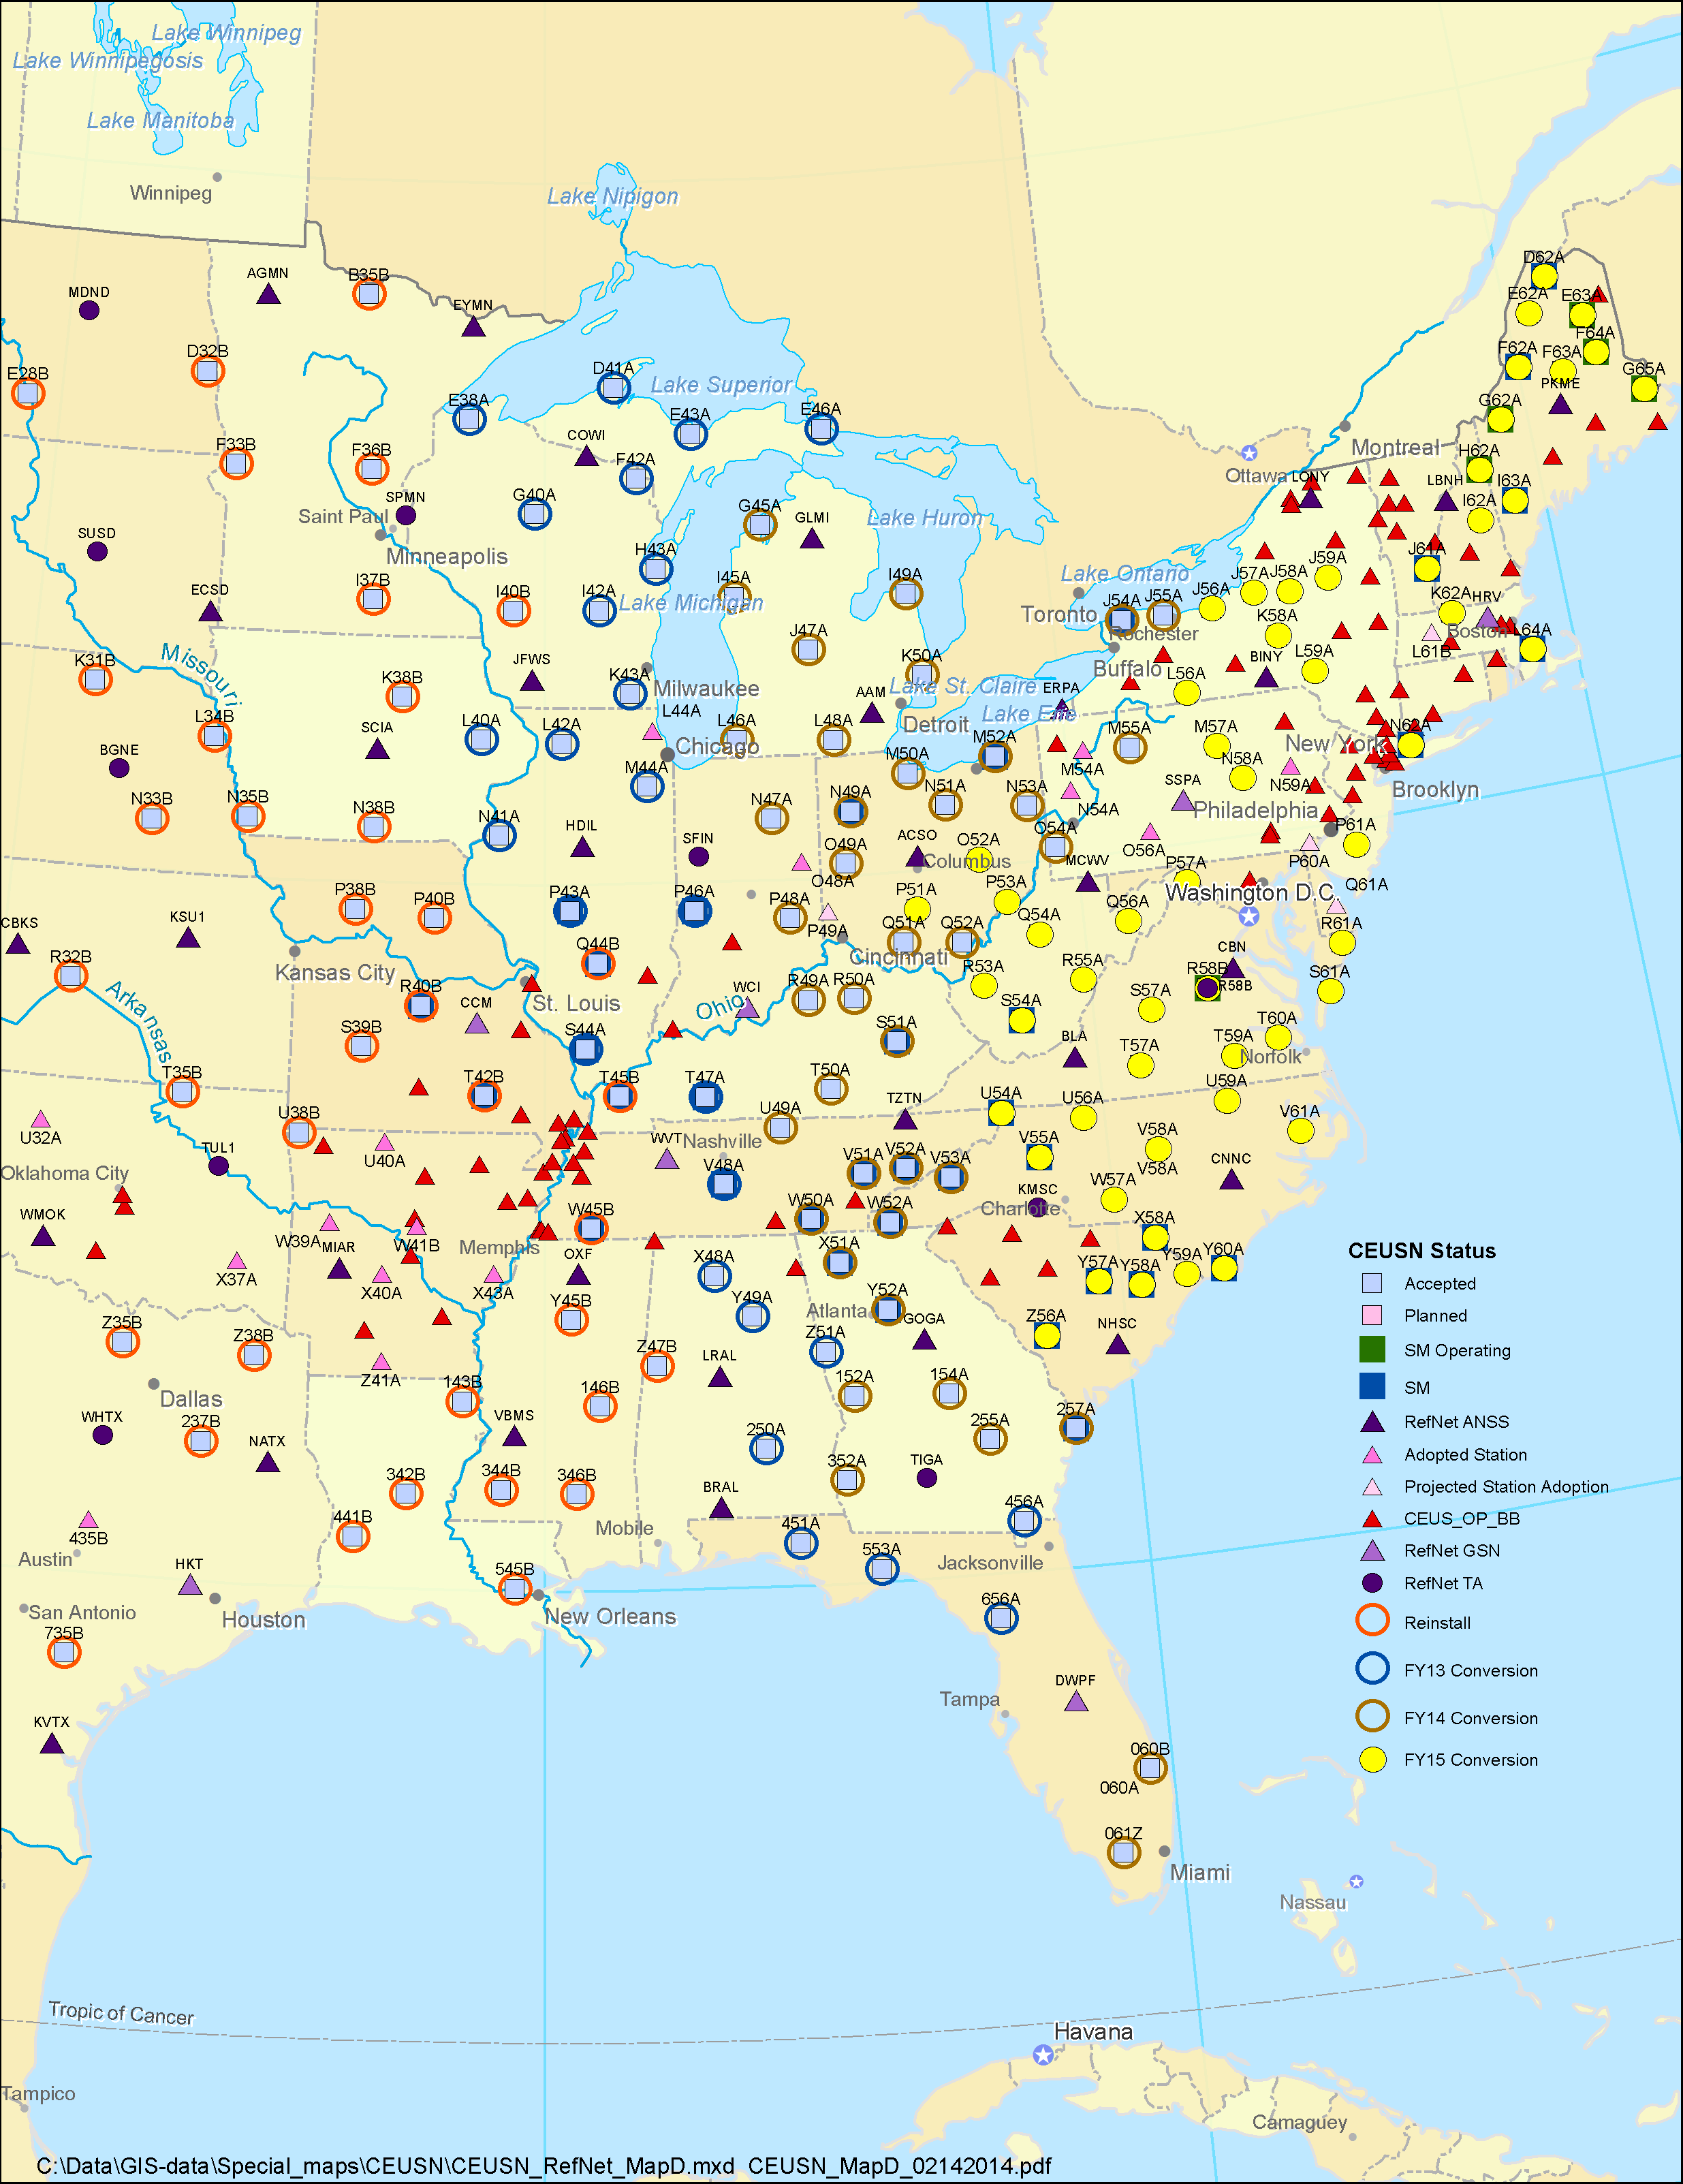 Lake Winnipeg
Lake Winnipegosis
Lake Manitoba
Winnipeg
Lake Nipigon
D62A
AGMN
B35B
MDND
E62A
E63A
EYMN
F64A
D32B
F62A
F63A
E28B
D41A
G65A
Lake Superior
PKME
E38A
E43A
E46A
G62A
COWI
Montreal
F33B
F36B
F42A
H62A
Ottawa
LONY
LBNH
I63A
G40A
SPMN
G45A
I62A
Saint Paul
GLMI
Lake Huron
SUSD
Minneapolis
H43A
J61A
J59A
Lake Ontario
I37B
I40B
I42A
I45A
I49A
J57A
J58A
ECSD
J56A
Lake Michigan
J54A
J55A
K62A
HRV
Toronto
K58A
Rochester
Boston
L64A
J47A
L61B
Missouri
K31B
K38B
JFWS
K43A
K50A
L59A
BINY
Buffalo
L56A
Milwaukee
Lake St. Claire
ERPA
AAM
L34B
SCIA
L40A
L42A
L44A
L46A
L48A
Lake Erie
Detroit
M57A
N62A
M55A
BGNE
Chicago
M52A
New York
M44A
M50A
M54A
N58A
N59A
SSPA
Brooklyn
N33B
N35B
N38B
N41A
N47A
N49A
N51A
N53A
N54A
Philadelphia
HDIL
SFIN
ACSO
O54A
P61A
O49A
O52A
O56A
Columbus
MCWV
P60A
O48A
P57A
Q61A
P38B
P40B
P43A
P46A
P48A
P51A
P53A
Washington D.C.
Q56A
CBKS
KSU1
P49A
Q51A
Q52A
Q54A
R61A
Q44B
CBN
R32B
Kansas City
Cincinnati
R53A
R55A
R58B
R58B
S61A
Arkansas
R40B
CCM
St. Louis
Ohio
WCI
R49A
R50A
S57A
S54A
S39B
S44A
S51A
T60A
BLA
T57A
T59A
Norfolk
T35B
T42B
T45B
T47A
T50A
U59A
U54A
U56A
U32A
U38B
U49A
TZTN
V61A
U40A
WVT
Nashville
V58A
V55A
V58A
TUL1
Oklahoma City
V48A
V51A
V52A
V53A
CNNC
W57A
KMSC
Charlotte
WMOK
W39A
MIAR
W41B
Memphis
W45B
W50A
W52A
X58A
X37A
X40A
X43A
OXF
X48A
X51A
Y57A
Y58A
Y59A
Y60A
Z35B
Z38B
Y45B
Y49A
Y52A
Atlanta
GOGA
Z56A
NHSC
Z51A
Z47B
Z41A
LRAL
Dallas
143B
146B
152A
154A
WHTX
237B
VBMS
250A
255A
257A
NATX
342B
344B
346B
352A
TIGA
BRAL
435B
441B
Mobile
451A
456A
Austin
HKT
545B
553A
Jacksonville
San Antonio
Houston
New Orleans
656A
735B
KVTX
DWPF
Tampa
060B
060A
061Z
Miami
Nassau
CEUSN Status
Accepted
Planned
SM Operating
SM
RefNet ANSS
Adopted Station
Projected Station Adoption
CEUS_OP_BB
RefNet GSN
RefNet TA
Reinstall
FY13 Conversion
FY14 Conversion
FY15 Conversion
Tropic of Cancer
Havana
Tampico
Camaguey
C:\Data\GIS-data\Special_maps\CEUSN\CEUSN_RefNet_MapD.mxd CEUSN_MapD_02142014.pdf